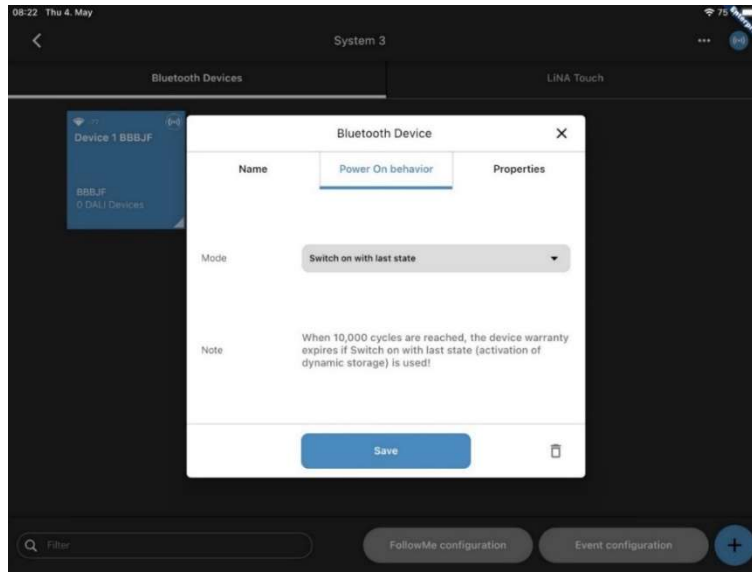 08:22 Thu 4. May
75
System 3
Bluetooth Devices
LiNA Touch
Device 1 BBBJF
BBBJF
0 DALI Devices
Bluetooth Device
Name
Power On behavior
Properties
Mode
Switch on with last state
Note
When 10,000 cycles are reached, the device warranty
expires if Switch on with last state (activation of
dynamic storage) is used!
Save
Filter
FollowMe configuration
Event configuration